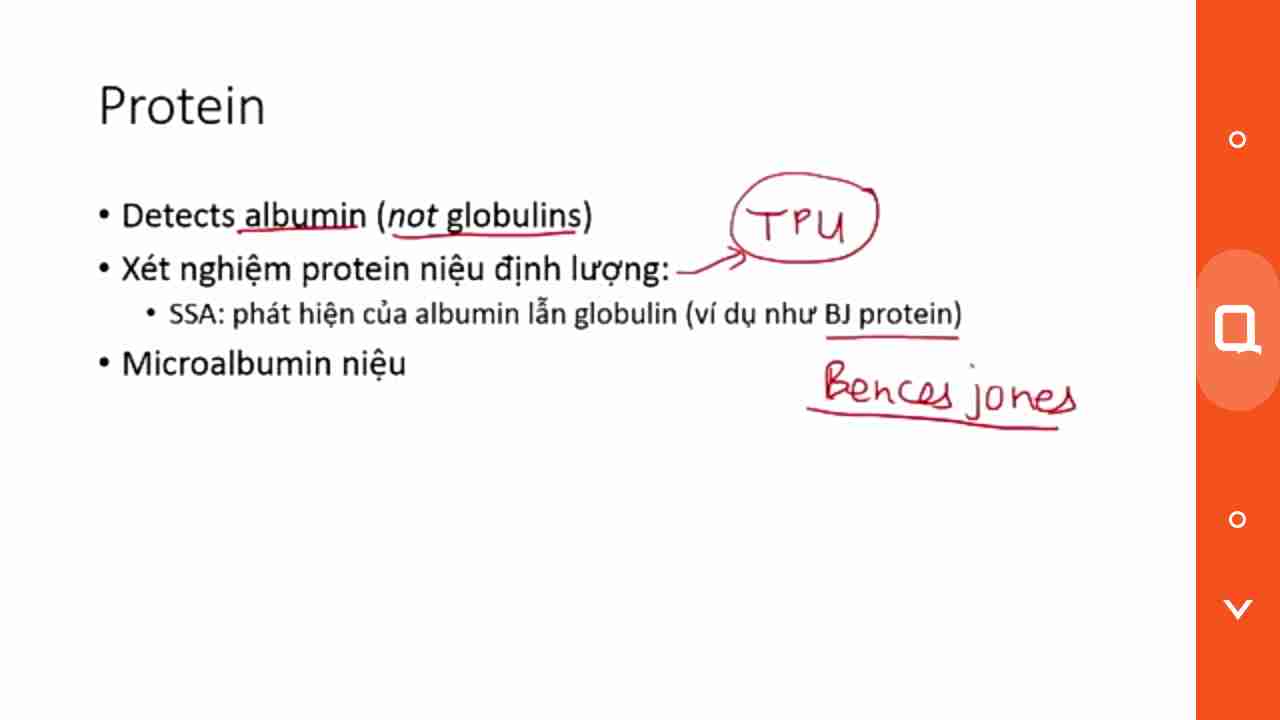 Protein
• Detects albumin (not globulins)
TPU
• Xét nghiệm protein niệu định lượng:
• SSA: phát hiện của albumin lẫn globulin (ví dụ như BJ protein)
• Microalbumin niệu
Bences jones